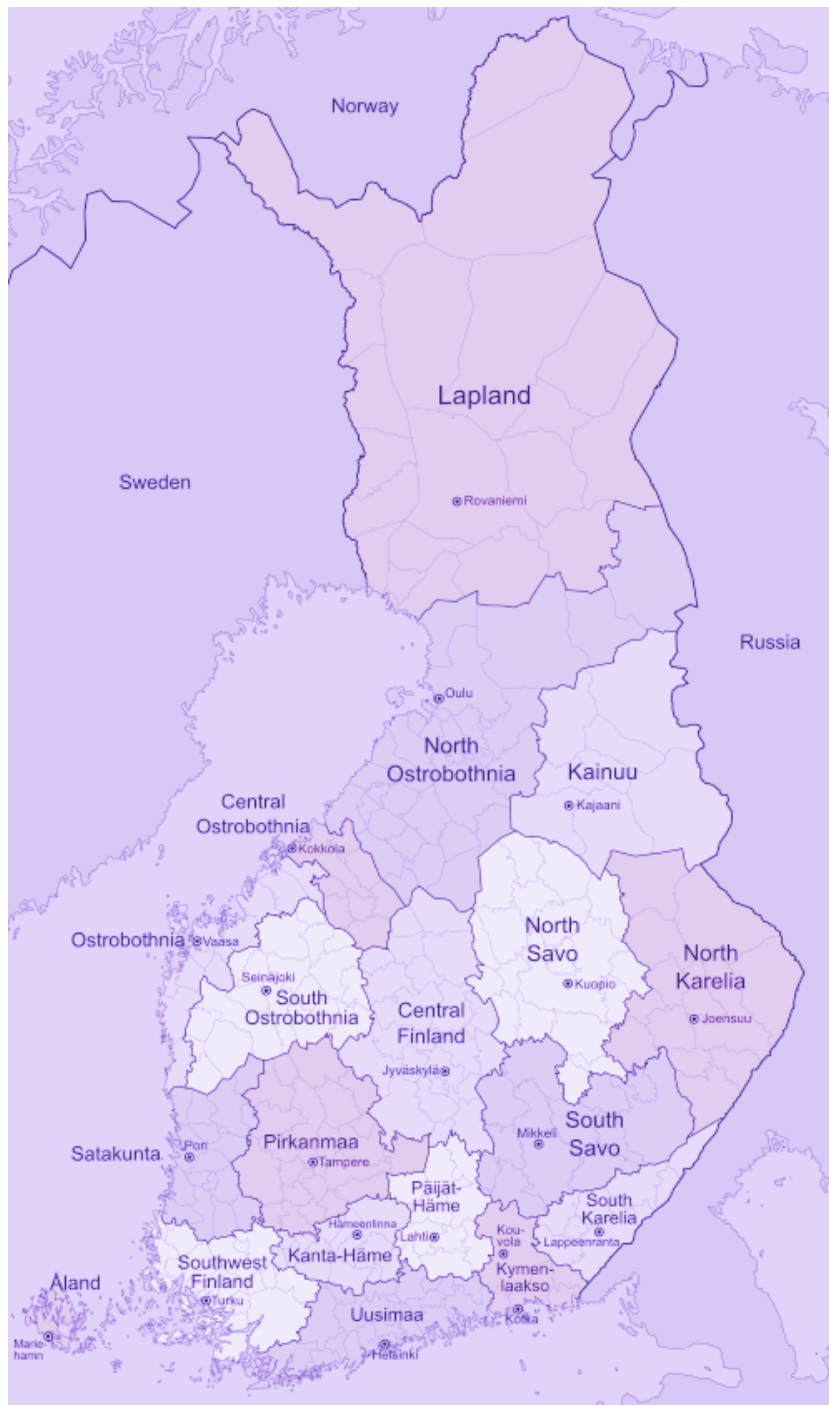 Norway
Lapland
Sweden
Rovaniemi
Russia
Oulu
North
Ostrobothnia
Kainuu
Kajaani
Central
Ostrobothnia
Kokkola
Ostrobothnia
Vaasa
North
Savo
Kuopio
North
Karelia
Joensuu
Seinäjoki
South
Ostrobothnia
Central
Finland
Jyväskylä
South
Savo
Mikkeli
Satakunta
Pori
Pirkanmaa
Tampere
Päijät-
Häme
Lahti
South
Karelia
Lappeenranta
Hämeenlinna
Kanta-Häme
Kou-
vola
Kymen-
laakso
Kotka
Southwest
Finland
Turku
Åland
Marie-
hamn
Uusimaa
Helsinki